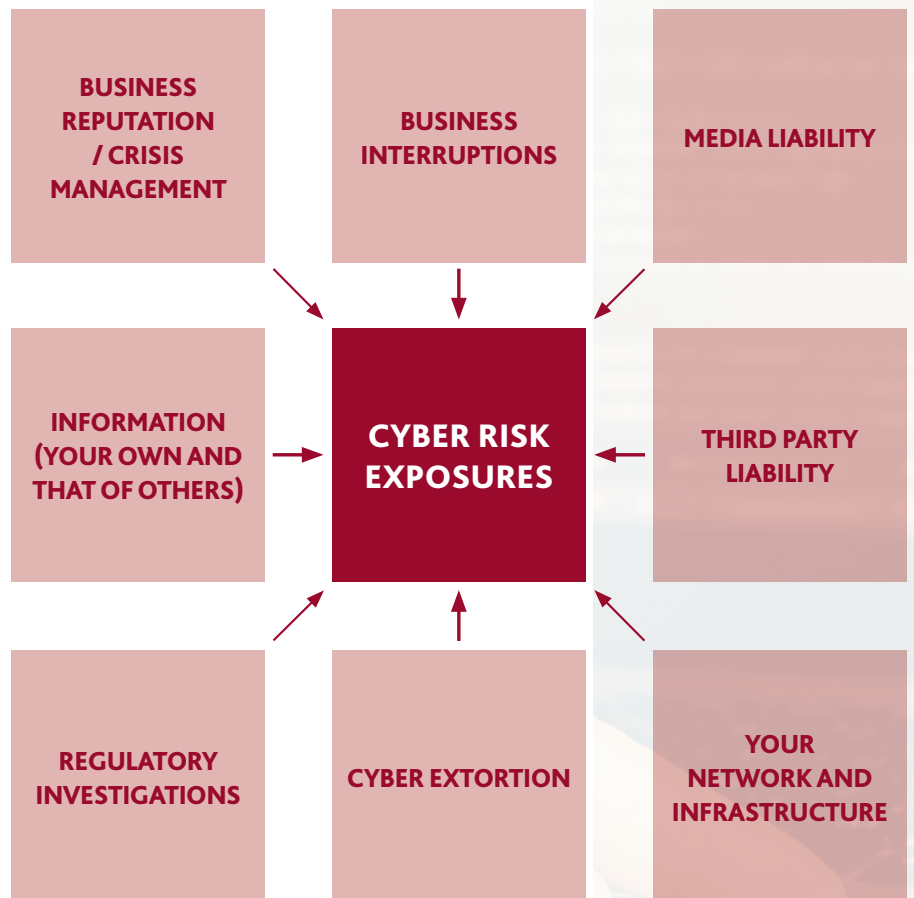 BUSINESS
REPUTATION
/ CRISIS
MANAGEMENT
BUSINESS
INTERRUPTIONS
MEDIA LIABILITY
INFORMATION
(YOUR OWN AND
THAT OF OTHERS)
CYBER RISK
EXPOSURES
THIRD PARTY
LIABILITY
REGULATORY
INVESTIGATIONS
CYBER EXTORTION
YOUR
NETWORK AND
INFRASTRUCTURE